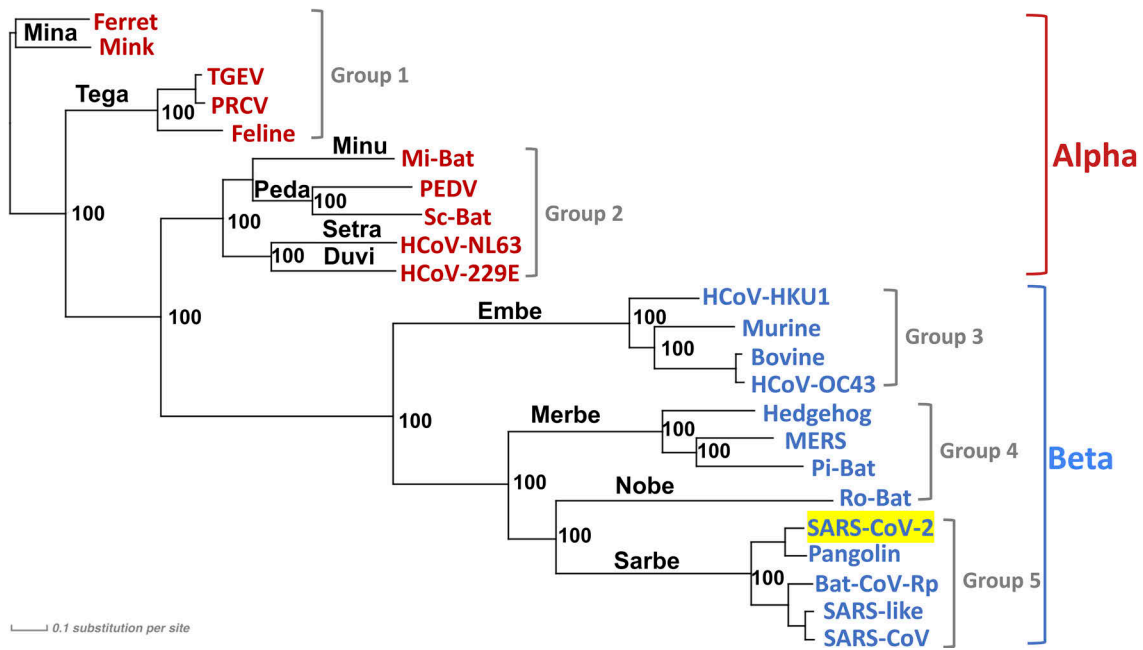 Mina
Ferret
Mink
Group 1
Tega
100
TGEV
PRCV
Feline
Alpha
100
100
Minu
Mi-Bat
Peda
100
PEDV
Sc-Bat
Group 2
Setra
HCoV-NL63
100
Duvi
HCoV-229E
100
Embe
100
HCoV-HKU1
100
Murine
Bovine
HCoV-OC43
Group 3
100
Merbe
100
Hedgehog
100
MERS
Pi-Bat
Group 4
Beta
100
Nobe
Ro-Bat
100
Sarbe
SARS-CoV-2
Pangolin
100
Bat-CoV-Rp
SARS-like
SARS-CoV
Group 5
0.1 substitution per site